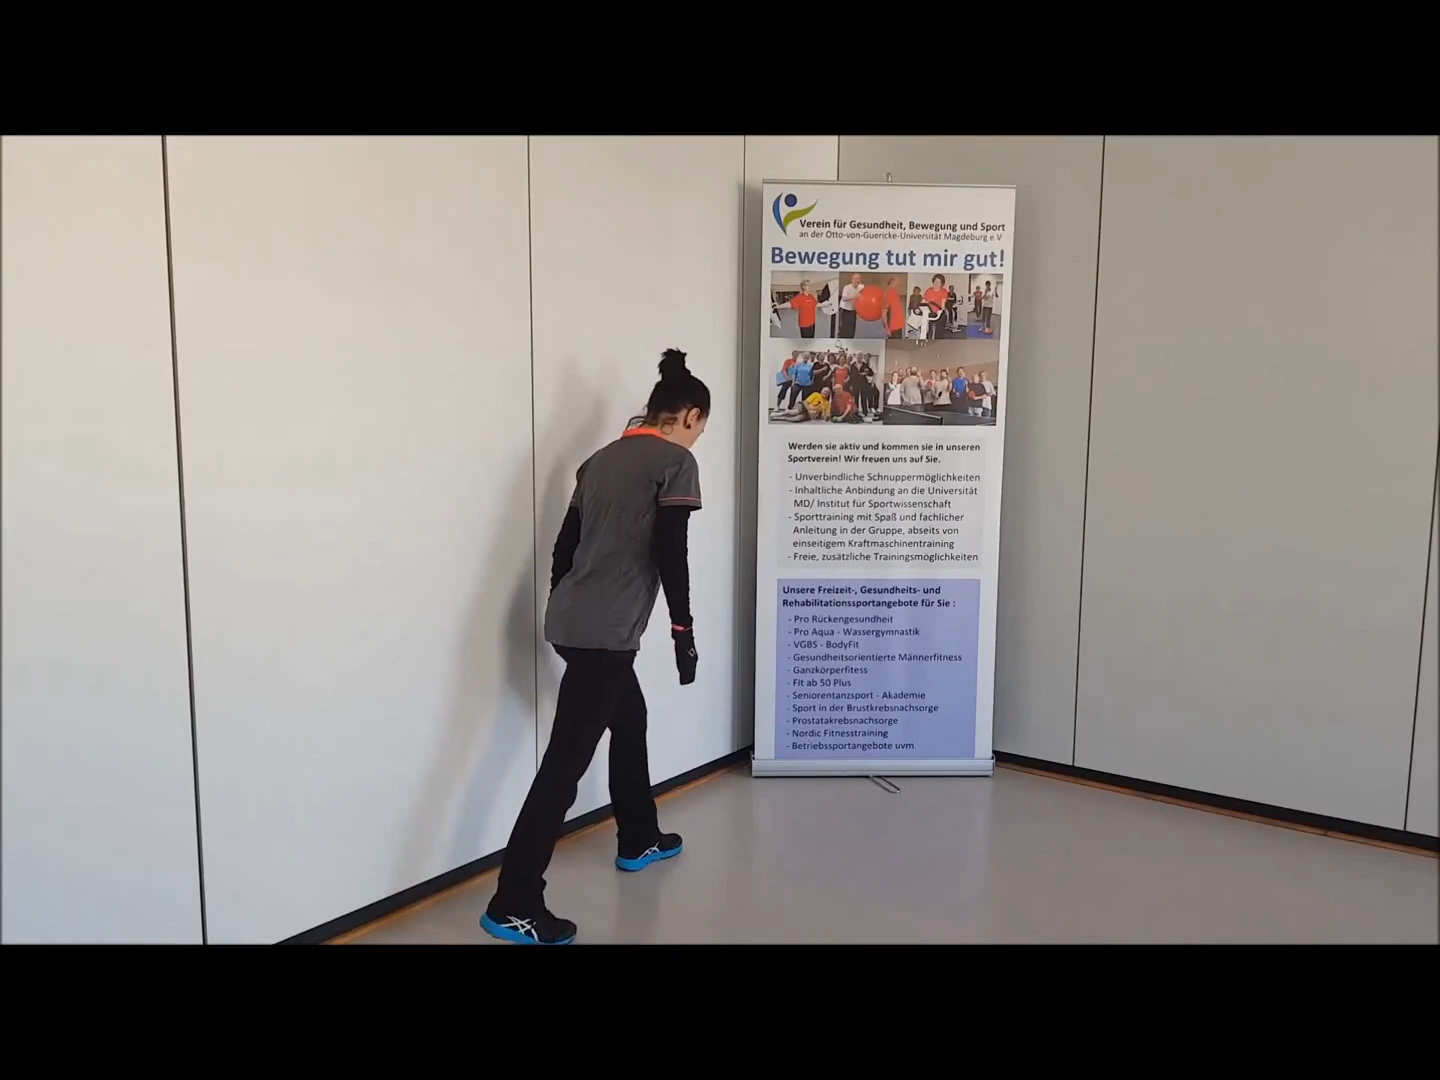 Verein für Gesundheit, Bewegung und Sport
an der Otto-von-Guericke-Universität Magdeburg e.V
Bewegung tut mir gut!
Werden sie aktiv und kommen sie in unseren
Sportverein! Wir freuen uns auf Sie.
- Unverbindliche Schnuppermöglichkeiten
- Inhaltliche Anbindung an die Universität
MD/ Institut für Sportwissenschaft
- Sporttraining mit Spaß und fachlicher
Anleitung in der Gruppe, abseits von
einseitigem Kraftmaschinentraining
- Freie, zusätzliche Trainingsmöglichkeiten
Unsere Freizeit-, Gesundheits- und
Rehabilitationssportangebote für Sie :
- Pro Rückengesundheit
- Pro Aqua - Wassergymnastik
- VGBS - BodyFit
- Gesundheitsorientierte Männerfitness
- Ganzkörperfitess
- Fit ab 50 Plus
- Seniorentanzsport - Akademie
- Sport in der Brustkrebsnachsorge
- Prostatakrebsnachsorge
- Nordic Fitnesstraining
- Betriebssportangebote uvm.